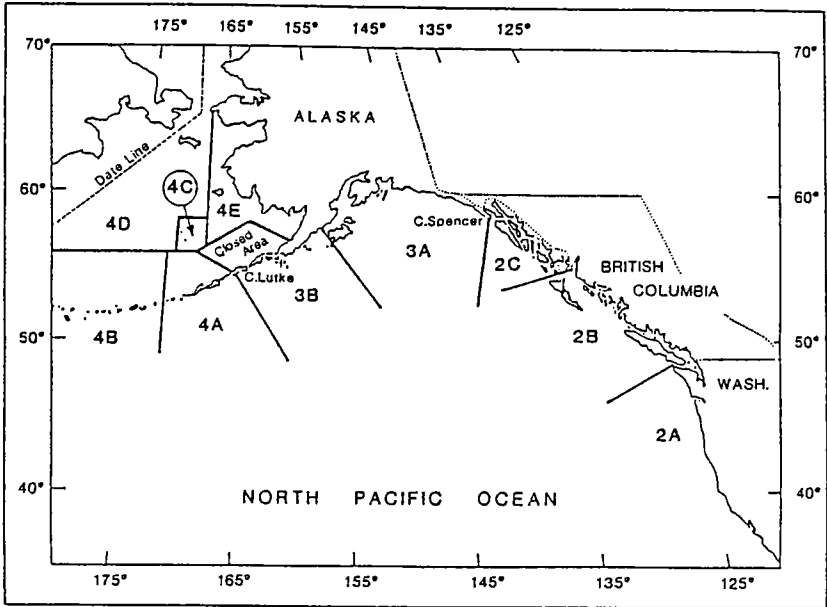 175° 165° 155° 145° 135° 125°
70° 70°
ALASKA
Date Line
4C
60° 60°
4D 4E
C.Spencer
Closed
Area
3A
2C
BRITISH
COLUMBIA
C.Lutke
3B
4B 4A
2B
50° 50°
WASH.
2A
40° 40°
NORTH PACIFIC OCEAN
175° 165° 155° 145° 135° 125°